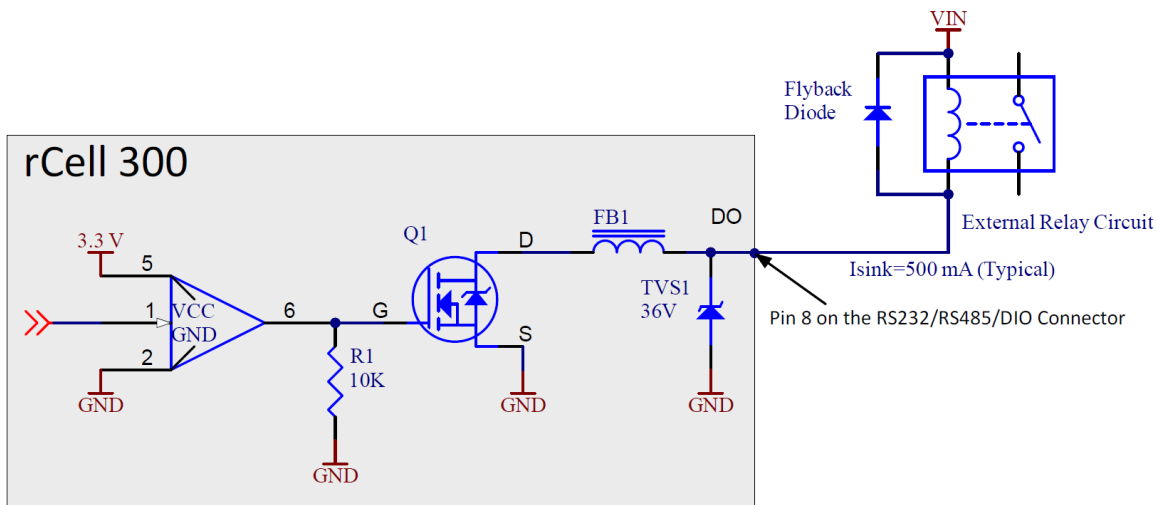 VIN
Flyback
Diode
rCell 300
External Relay Circuit
FB1
DO
Q1
D
3.3 V
5
Isink=500 mA (Typical)
TVS1
36V
1
VCC
GND
6
G
Pin 8 on the RS232/RS485/DIO Connector
2
S
R1
10K
GND
GND
GND
GND